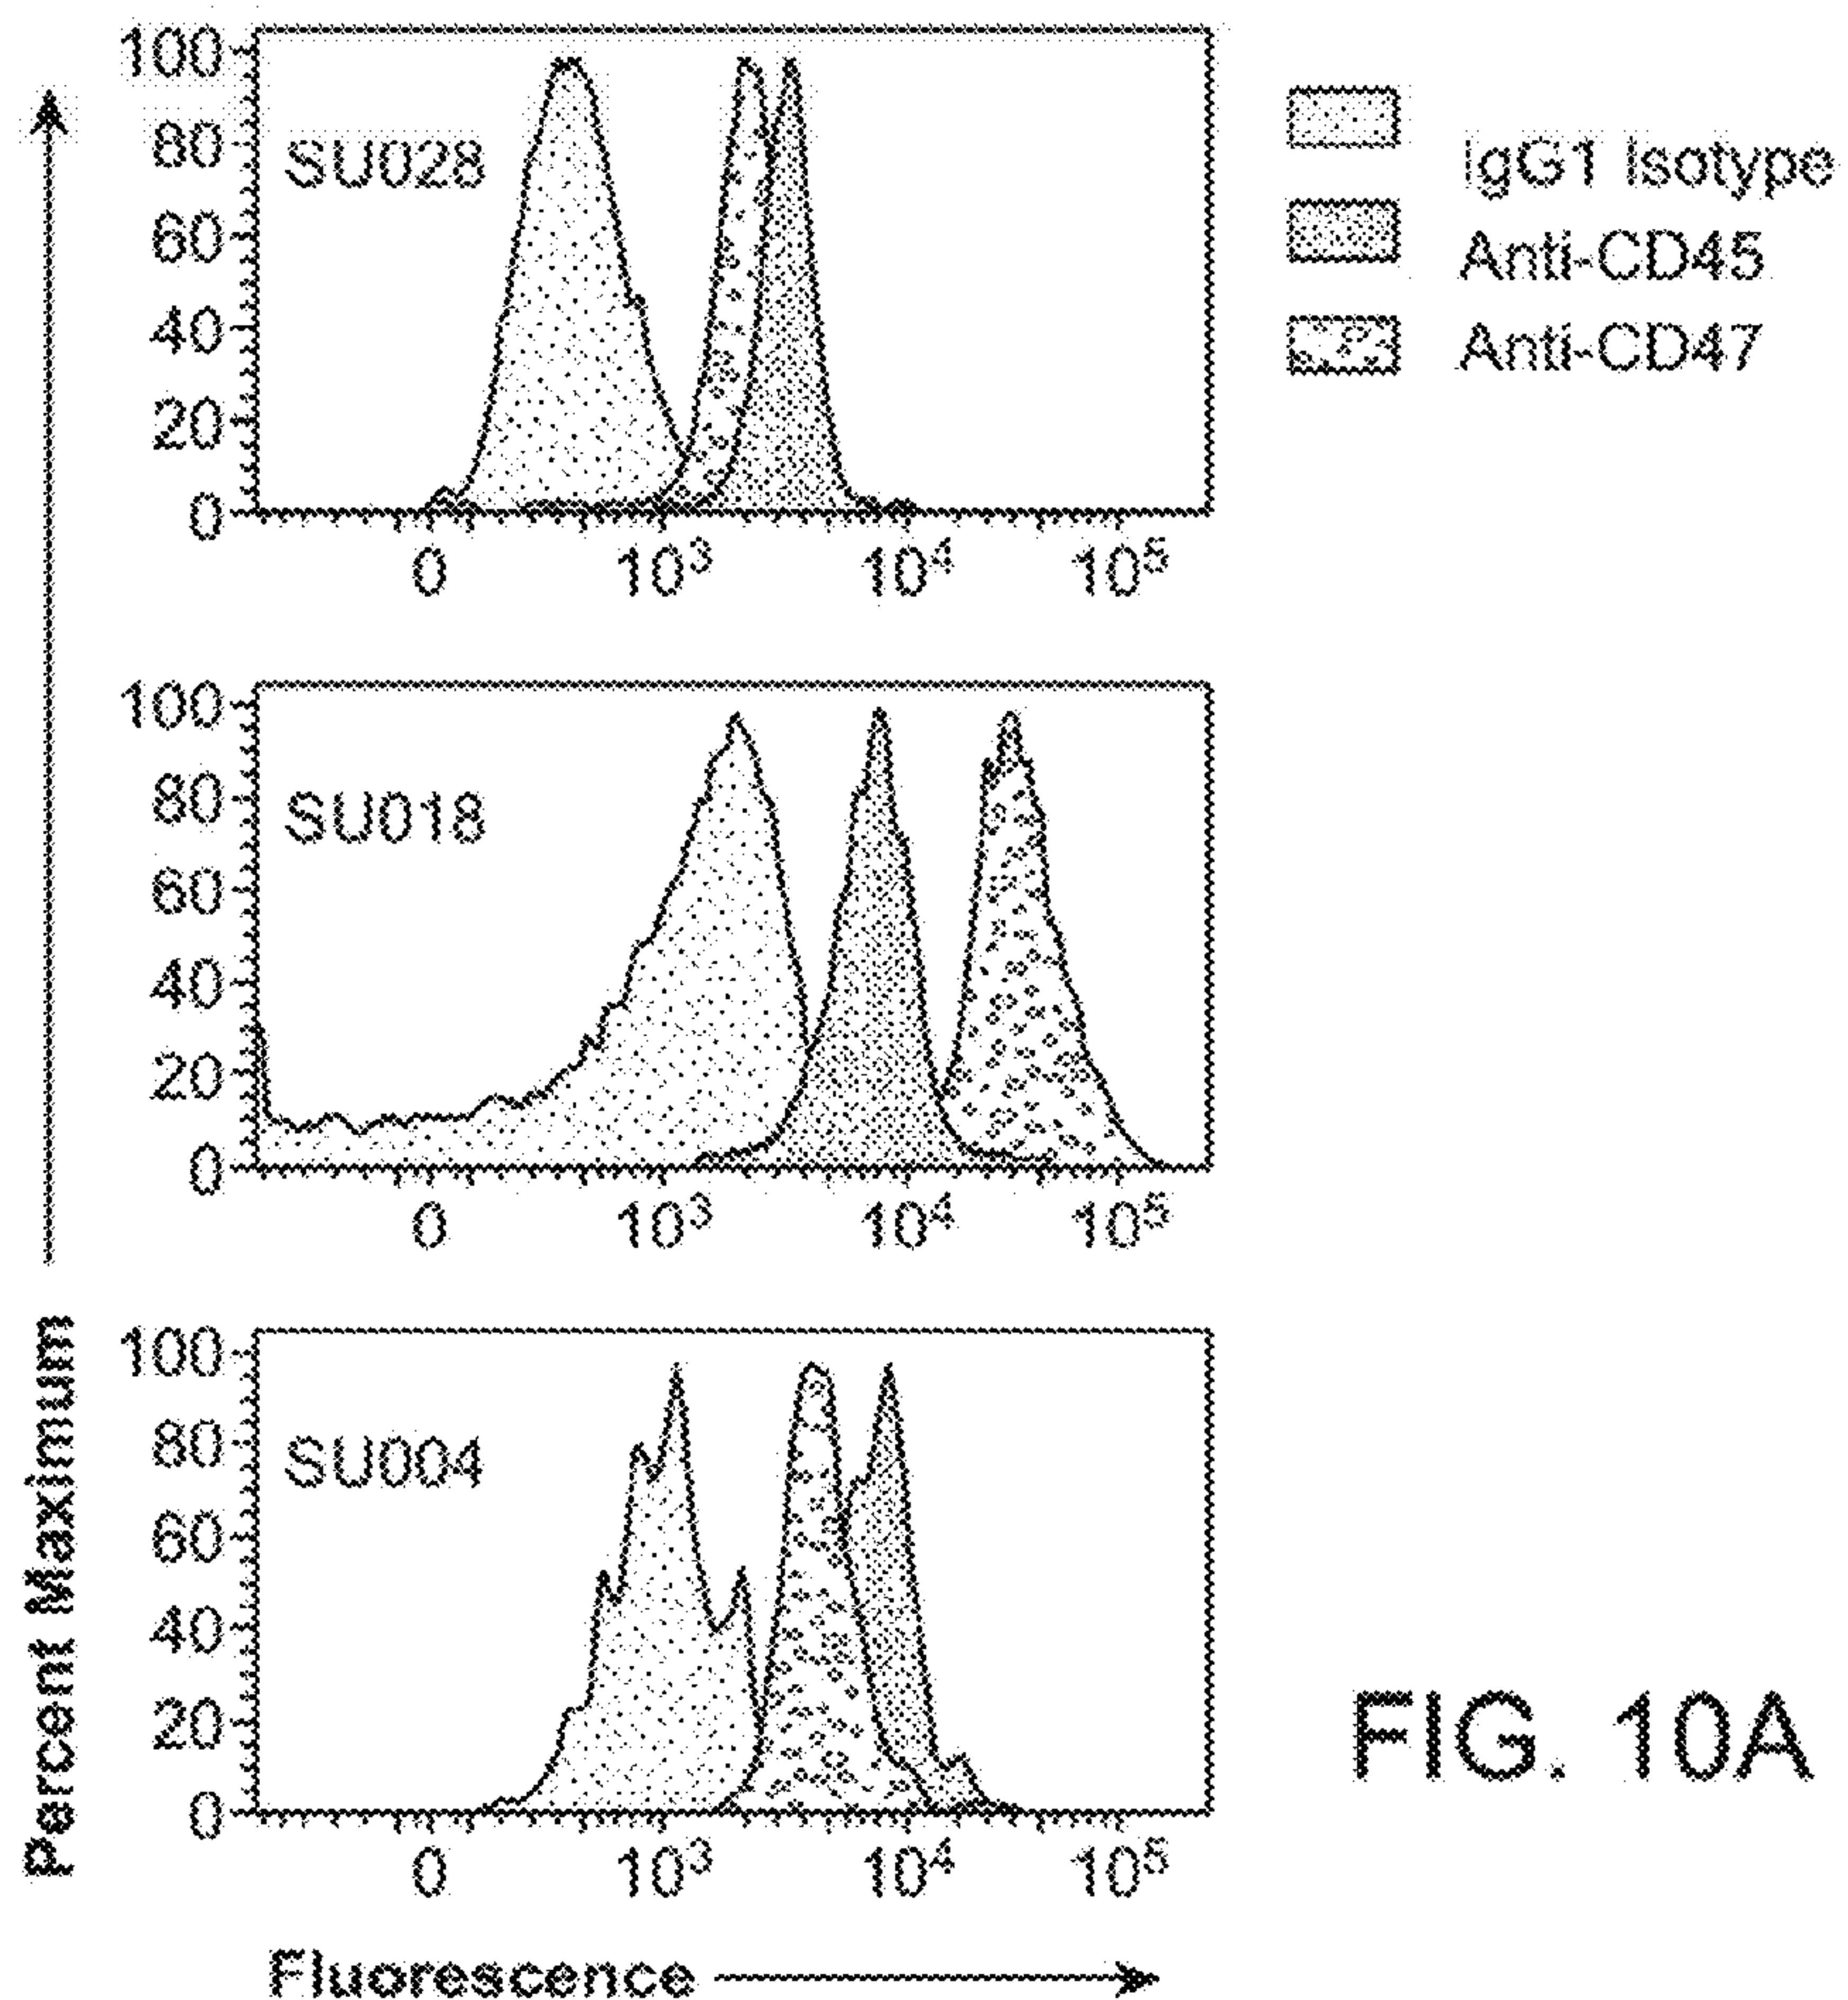 100
80
60
40
20
0
SU028
0 10³ 10⁴ 10⁵
IgG1 Isotype
Anti-CD45
Anti-CD47
100
80
60
40
20
0
SU018
0 10³ 10⁴ 10⁵
100
80
60
40
20
0
SU004
0 10³ 10⁴ 10⁵
Percent Maximum
Fluorescence
FIG. 10A